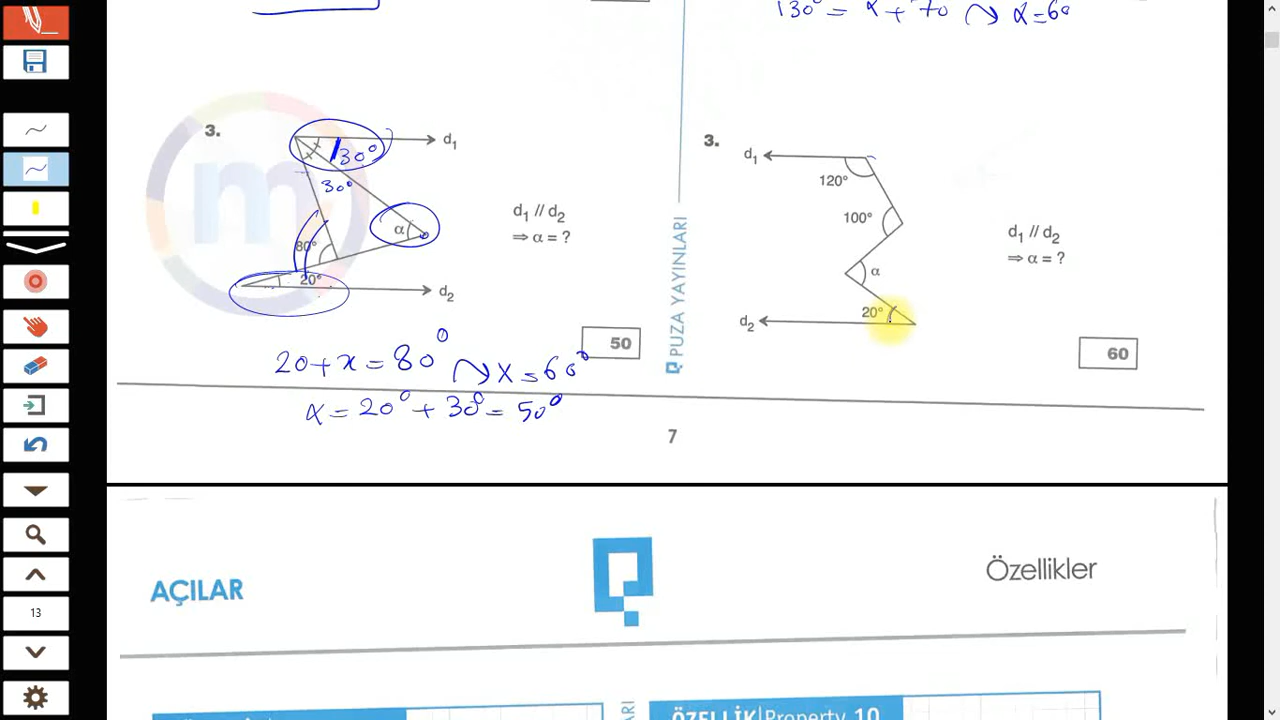 130° = α + 70 ⤳ α = 60
3.
d₁
30°
30°
α
80°
20°
d₂
d₁ // d₂
⇒ α = ?
50
20 + x = 80° ⤳ x = 60°
α = 20° + 30° = 50°
PUZA YAYINLARI
3.
d₁
120°
100°
α
20°
d₂
d₁ // d₂
⇒ α = ?
60
7
AÇILAR
Özellikler
ÖZELLİK|Property 10
13